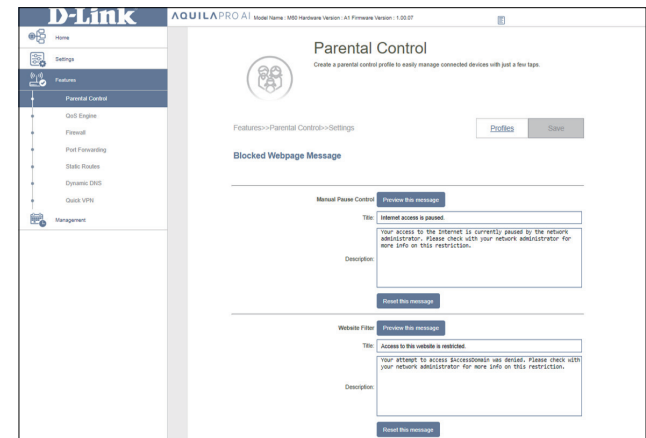 D-Link
AQUILA PRO AI Model Name : M60 Hardware Version : A1 Firmware Version : 1.00.07
Home
Settings
Features
Parental Control
QoS Engine
Firewall
Port Forwarding
Static Routes
Dynamic DNS
Quick VPN
Management
Parental Control
Create a parental control profile to easily manage connected devices with just a few taps.
Features>>Parental Control>>Settings
Profiles
Save
Blocked Webpage Message
Manual Pause Control Preview this message
Title: Internet access is paused.
Description:
Your access to the Internet is currently paused by the network
administrator. Please check with your network administrator for
more info on this restriction.
Reset this message
Website Filter Preview this message
Title: Access to this website is restricted.
Description:
Your attempt to access $AccessDomain was denied. Please check with
your network administrator for more info on this restriction.
Reset this message